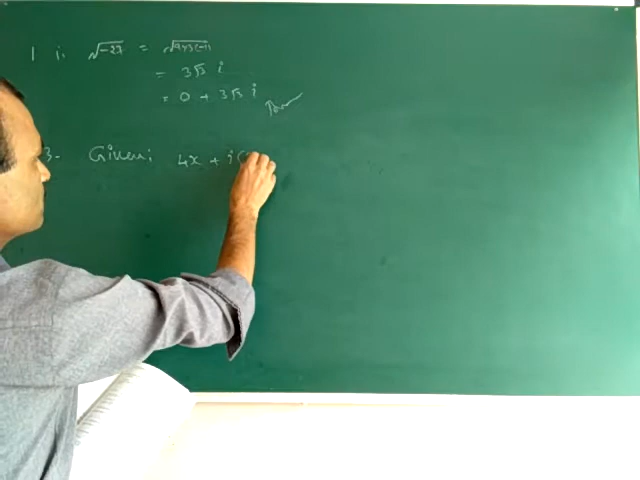 1 i. √-27 = √9×3(-1)
= 3√3 i
= 0 + 3√3 i
3- Given: 4x + i(